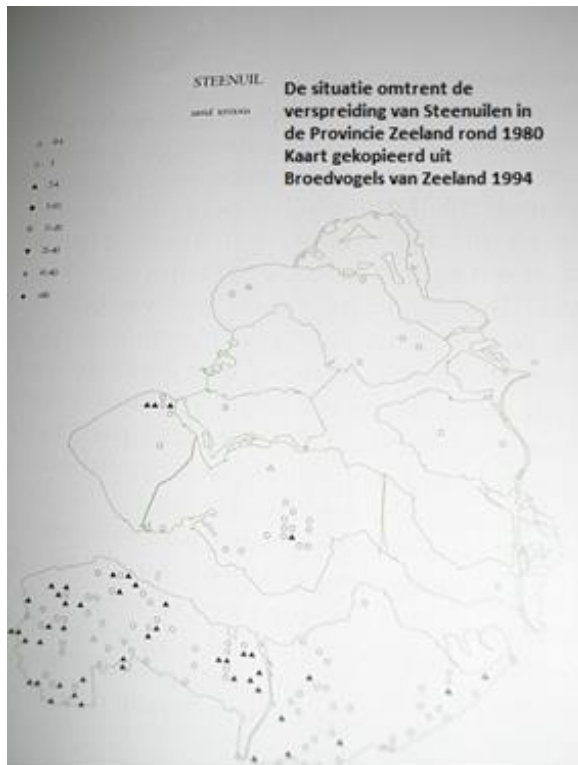 STEENUIL
De situatie omtrent de
verspreiding van Steenuilen in
de Provincie Zeeland rond 1980
Kaart gekopieerd uit
Broedvogels van Zeeland 1994